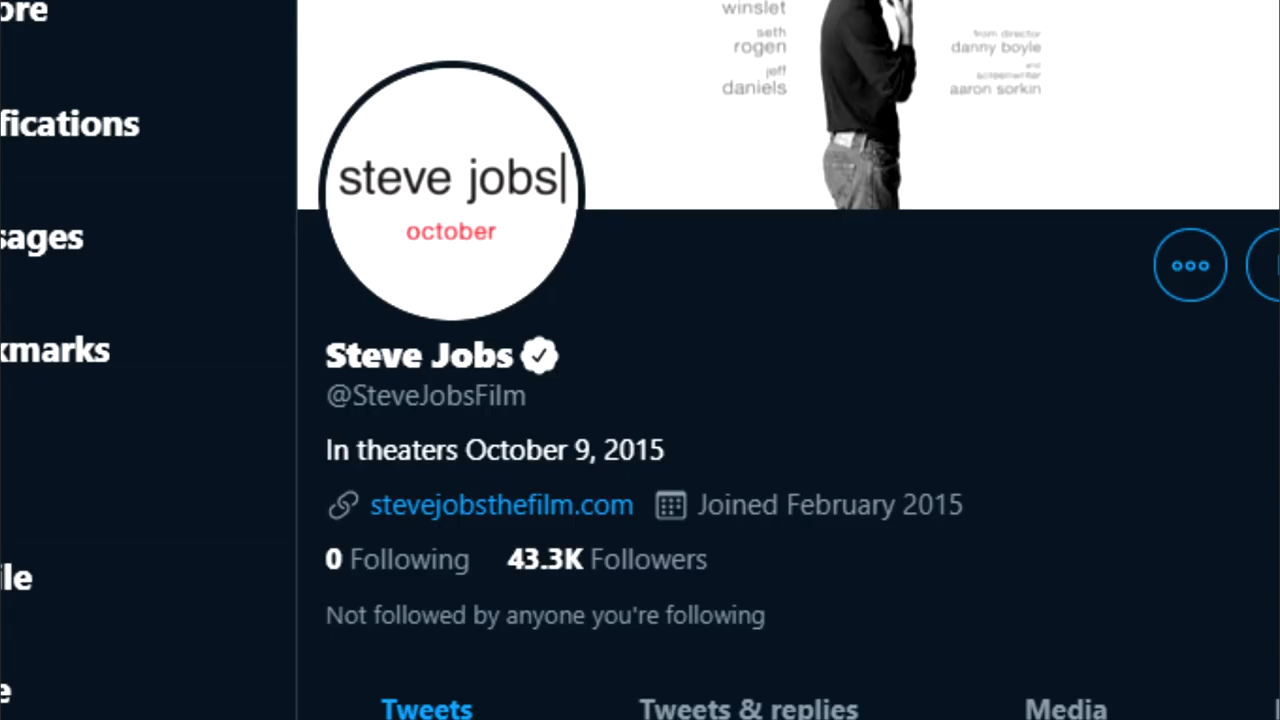 ore
fications
sages
kmarks
ile
e
winslet
seth
rogen
jeff
daniels
from director
danny boyle
and
screenwriter
aaron sorkin
steve jobs|
october
Steve Jobs
@SteveJobsFilm
In theaters October 9, 2015
stevejobsthefilm.com Joined February 2015
0 Following 43.3K Followers
Not followed by anyone you're following
Tweets Tweets & replies Media